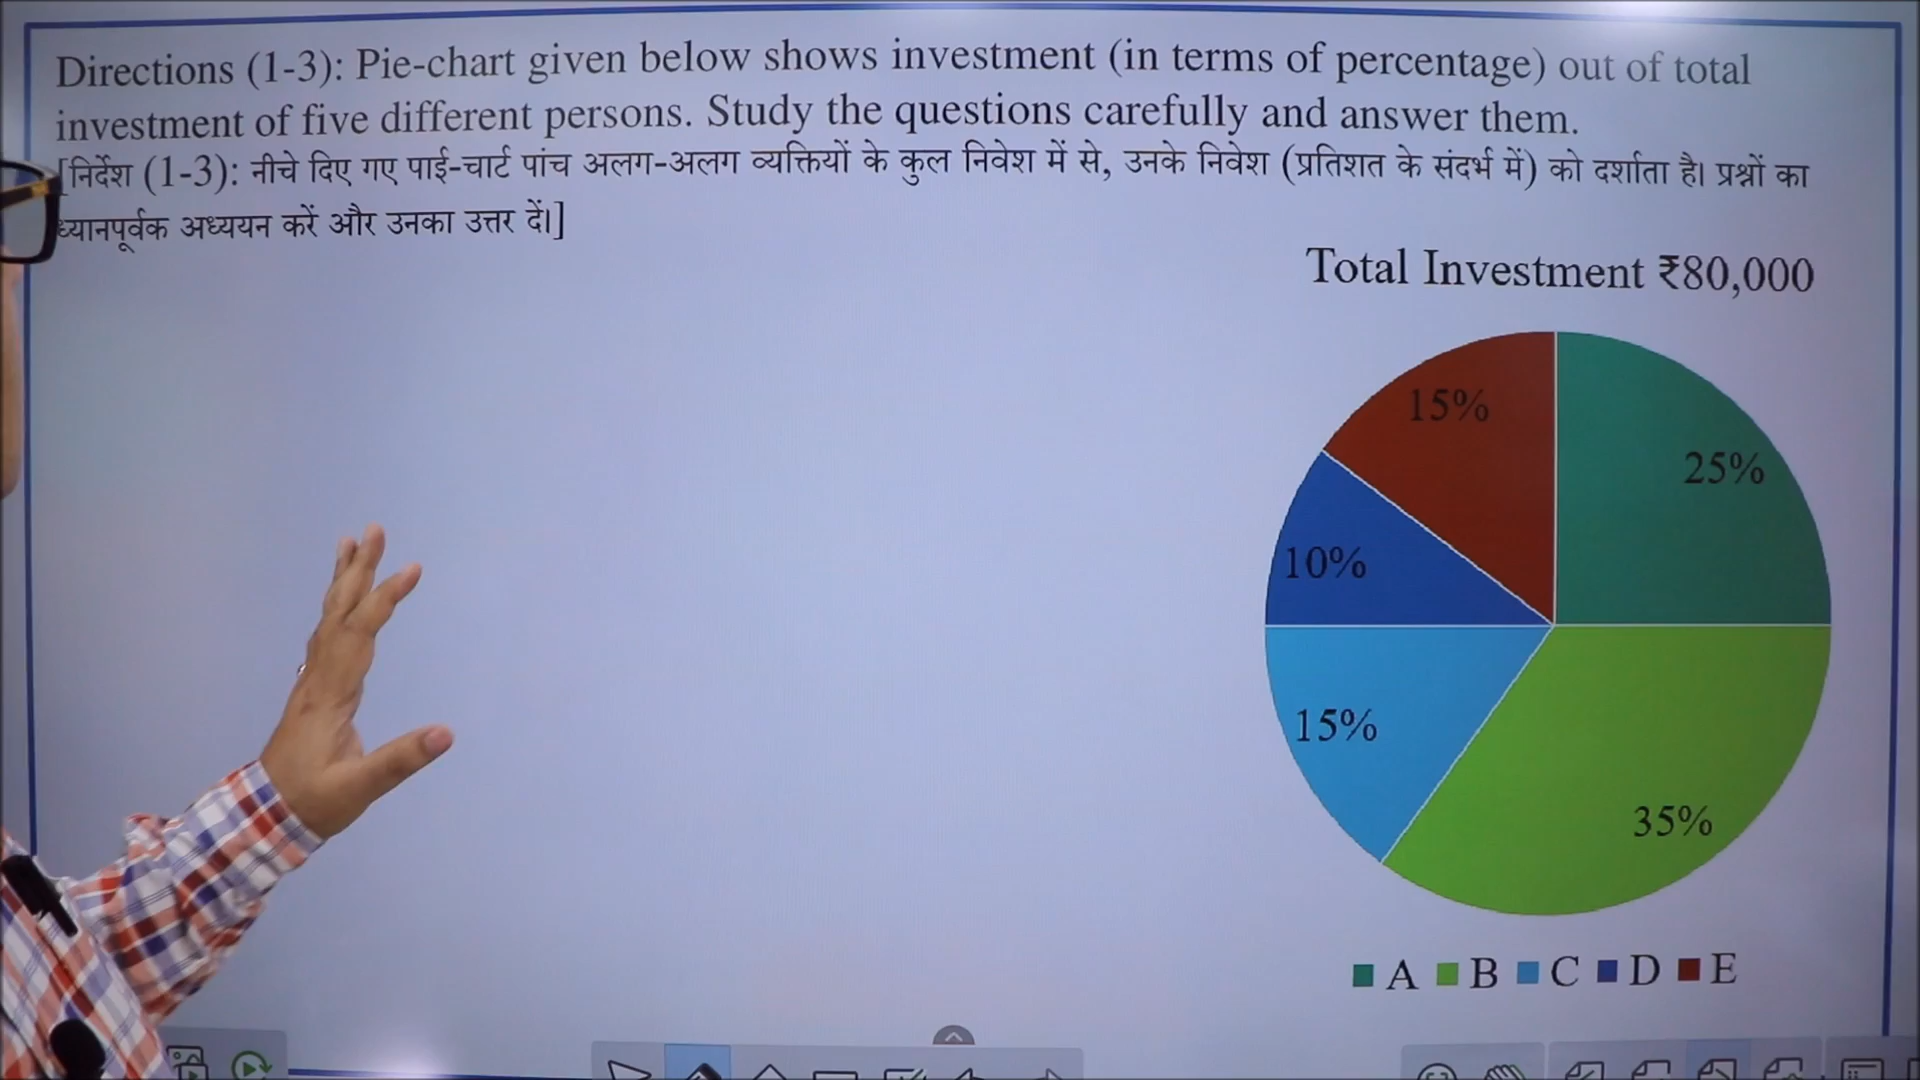 Directions (1-3): Pie-chart given below shows investment (in terms of percentage) out of total
investment of five different persons. Study the questions carefully and answer them.
[निर्देश (1-3): नीचे दिए गए पाई-चार्ट पांच अलग-अलग व्यक्तियों के कुल निवेश में से, उनके निवेश (प्रतिशत के संदर्भ में) को दर्शाता है। प्रश्नों का
ध्यानपूर्वक अध्ययन करें और उनका उत्तर दें।]
Total Investment ₹80,000
15%
25%
10%
15%
35%
A B C D E